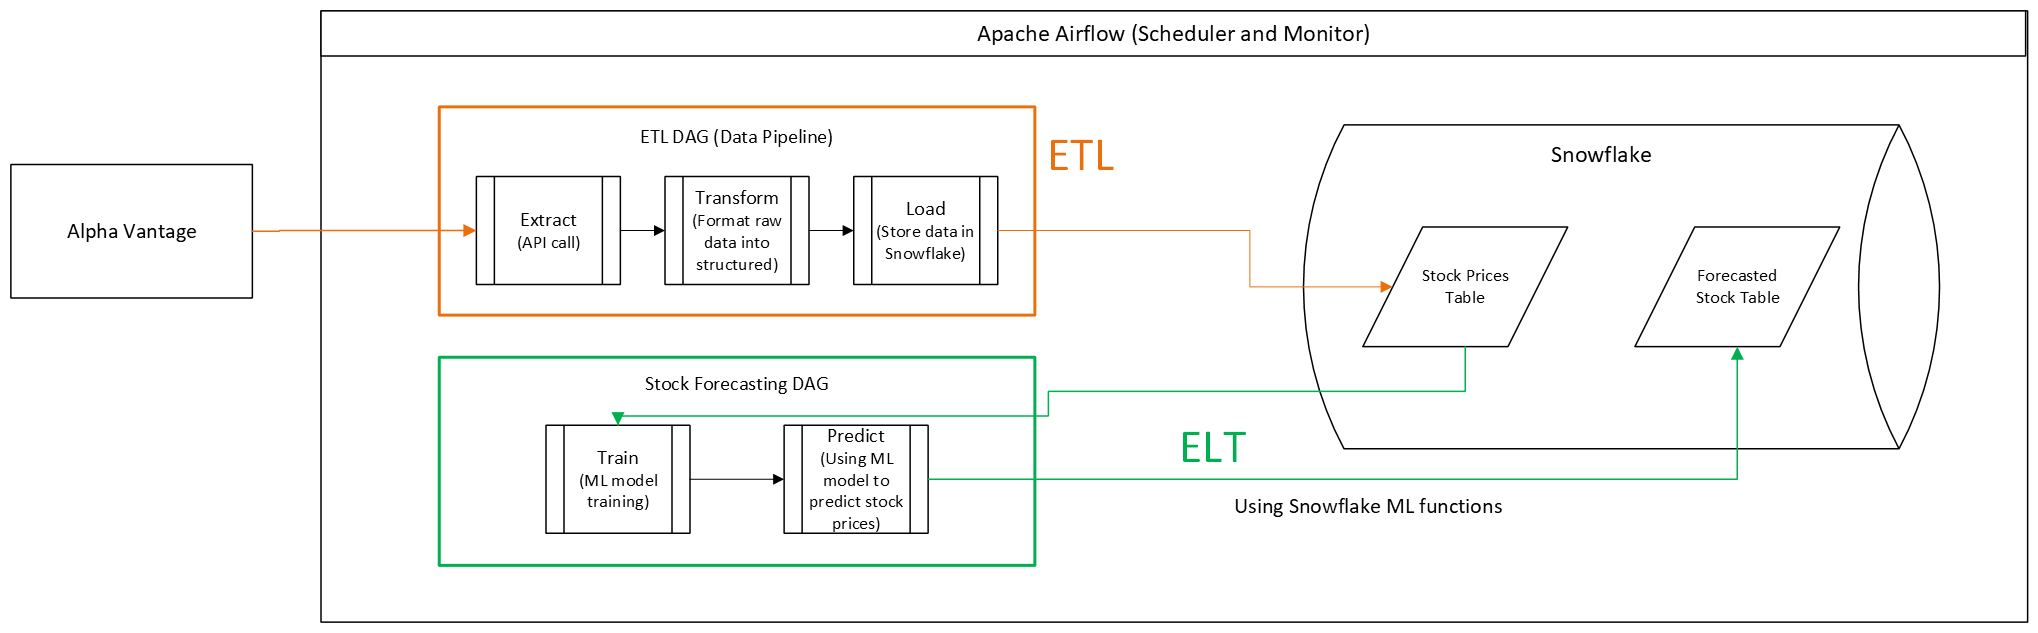 Apache Airflow (Scheduler and Monitor)
ETL DAG (Data Pipeline)
ETL
Snowflake
Alpha Vantage
Extract
(API call)
Transform
(Format raw
data into
structured)
Load
(Store data in
Snowflake)
Stock Prices
Table
Forecasted
Stock Table
Stock Forecasting DAG
Train
(ML model
training)
Predict
(Using ML
model to
predict stock
prices)
ELT
Using Snowflake ML functions